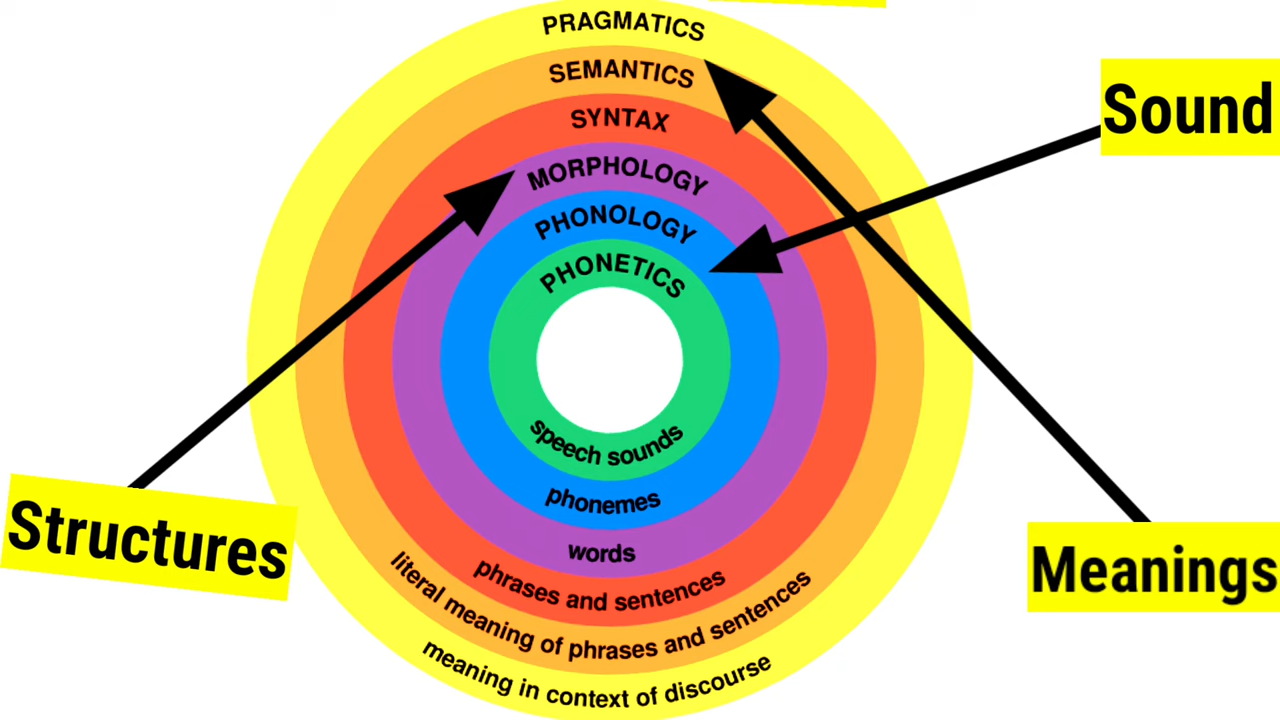 PRAGMATICS
SEMANTICS
SYNTAX
MORPHOLOGY
PHONOLOGY
PHONETICS
speech sounds
phonemes
words
phrases and sentences
literal meaning of phrases and sentences
meaning in context of discourse
Sound
Structures
Meanings